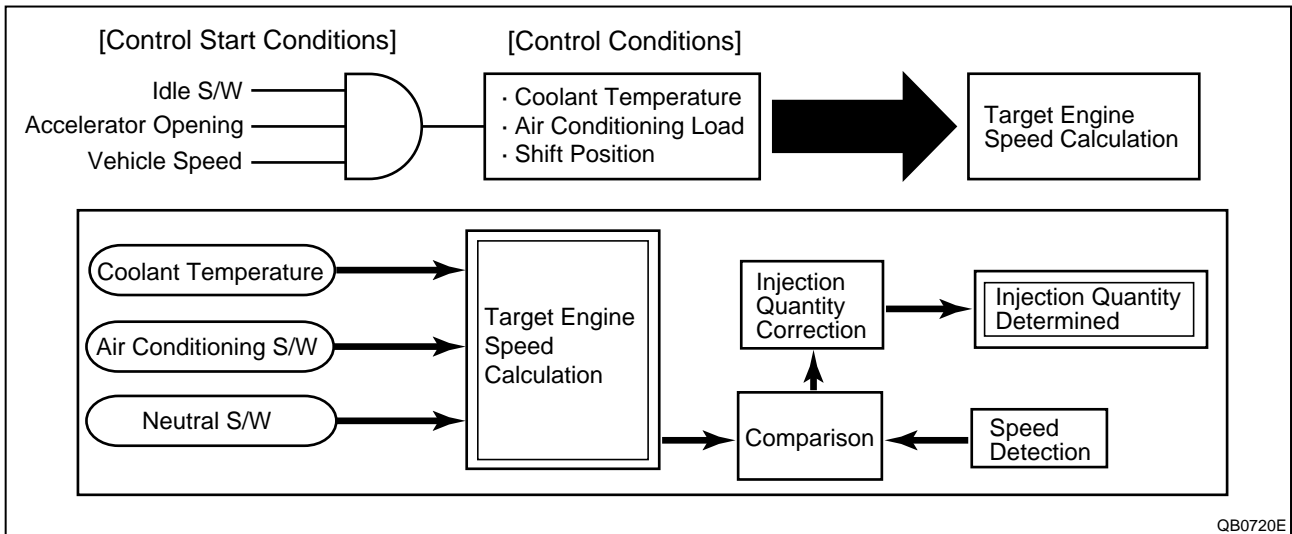 [Control Start Conditions]
[Control Conditions]
Idle S/W
Accelerator Opening
Vehicle Speed
· Coolant Temperature
· Air Conditioning Load
· Shift Position
Target Engine
Speed Calculation
Coolant Temperature
Air Conditioning S/W
Neutral S/W
Target Engine
Speed
Calculation
Injection
Quantity
Correction
Injection Quantity
Determined
Comparison
Speed
Detection
QB0720E